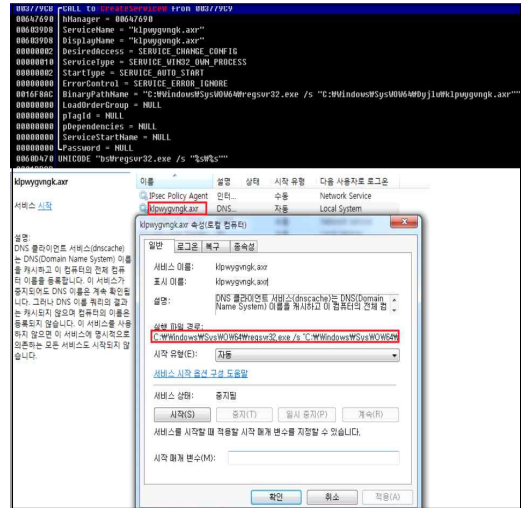 003779C8 CALL to CreateServiceW from 003779C9
00647690 hManager = 00647690
006039D8 ServiceName = "klpwygvngk.axr"
006039D8 DisplayName = "klpwygvngk.axr"
00000002 DesiredAccess = SERVICE_CHANGE_CONFIG
00000010 ServiceType = SERVICE_WIN32_OWN_PROCESS
00000002 StartType = SERVICE_AUTO_START
00000000 ErrorControl = SERVICE_ERROR_IGNORE
0016FBAC BinaryPathName = "C:₩Windows₩SysWOW64₩regsvr32.exe /s "C:₩Windows₩SysWOW64₩Dyjlu₩klpwygvngk.axr""
00000000 LoadOrderGroup = NULL
00000000 pTagId = NULL
00000000 pDependencies = NULL
00000000 ServiceStartName = NULL
00000000 Password = NULL
0060D470 UNICODE "bs₩regsvr32.exe /s "%s₩%s""
klpwygvngk.axr
서비스 시작
설명:
DNS 클라이언트 서비스(dnscache)
는 DNS(Domain Name System) 이름
을 캐시하고 이 컴퓨터의 전체 컴퓨
터 이름을 등록합니다. 이 서비스가
중지되어도 DNS 이름은 계속 확인됩
니다. 그러나 DNS 이름 쿼리의 결과
는 캐시되지 않으며 컴퓨터의 이름은
등록되지 않습니다. 이 서비스를 사용
하지 않으면 이 서비스에 명시적으로
의존하는 모든 서비스도 시작되지 않
습니다.
이름 설명 상태 시작 유형 다음 사용자로 로그온
IPsec Policy Agent 인터... 수동 Network Service
klpwygvngk.axr DNS... 자동 Local System
klpwygvngk.axr 속성(로컬 컴퓨터)
일반 로그온 복구 종속성
서비스 이름: klpwygvngk.axr
표시 이름: klpwygvngk.axr
설명: DNS 클라이언트 서비스(dnscache)는 DNS(Domain
Name System) 이름을 캐시하고 이 컴퓨터의 전체 컴
실행 파일 경로:
C:₩Windows₩SysWOW64₩regsvr32.exe /s "C:₩Windows₩SysWOW64₩
시작 유형(E): 자동
서비스 시작 옵션 구성 도움말
서비스 상태: 중지됨
시작(S) 중지(T) 일시 중지(P) 계속(R)
서비스를 시작할 때 적용할 시작 매개 변수를 지정할 수 있습니다.
시작 매개 변수(M):
확인 취소 적용(A)